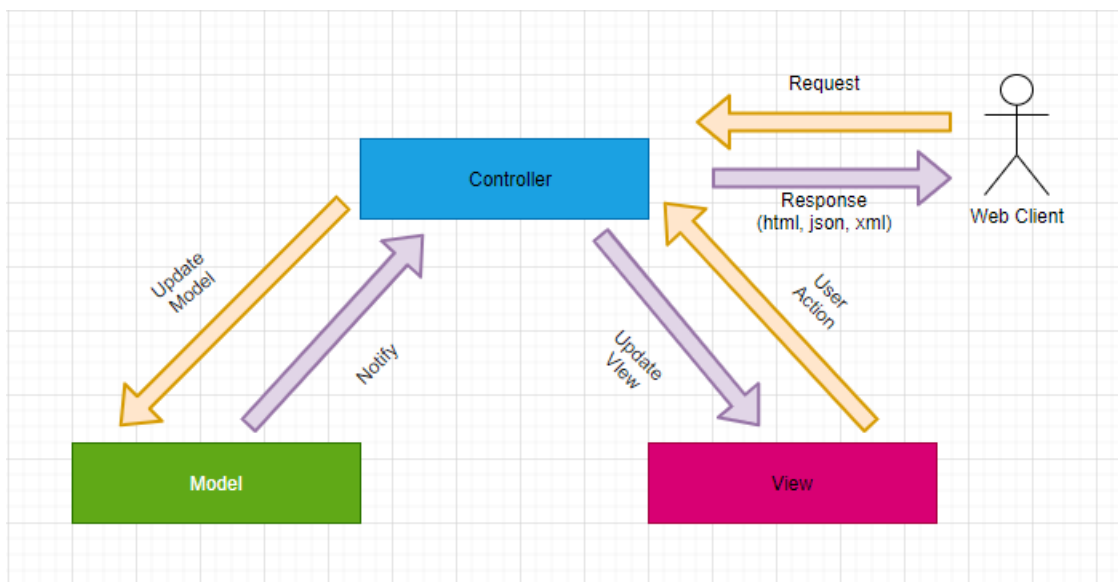 Request
Controller
Response
(html, json, xml)
Web Client
Update
Model
Notify
Update
VIew
User
Action
Model
View